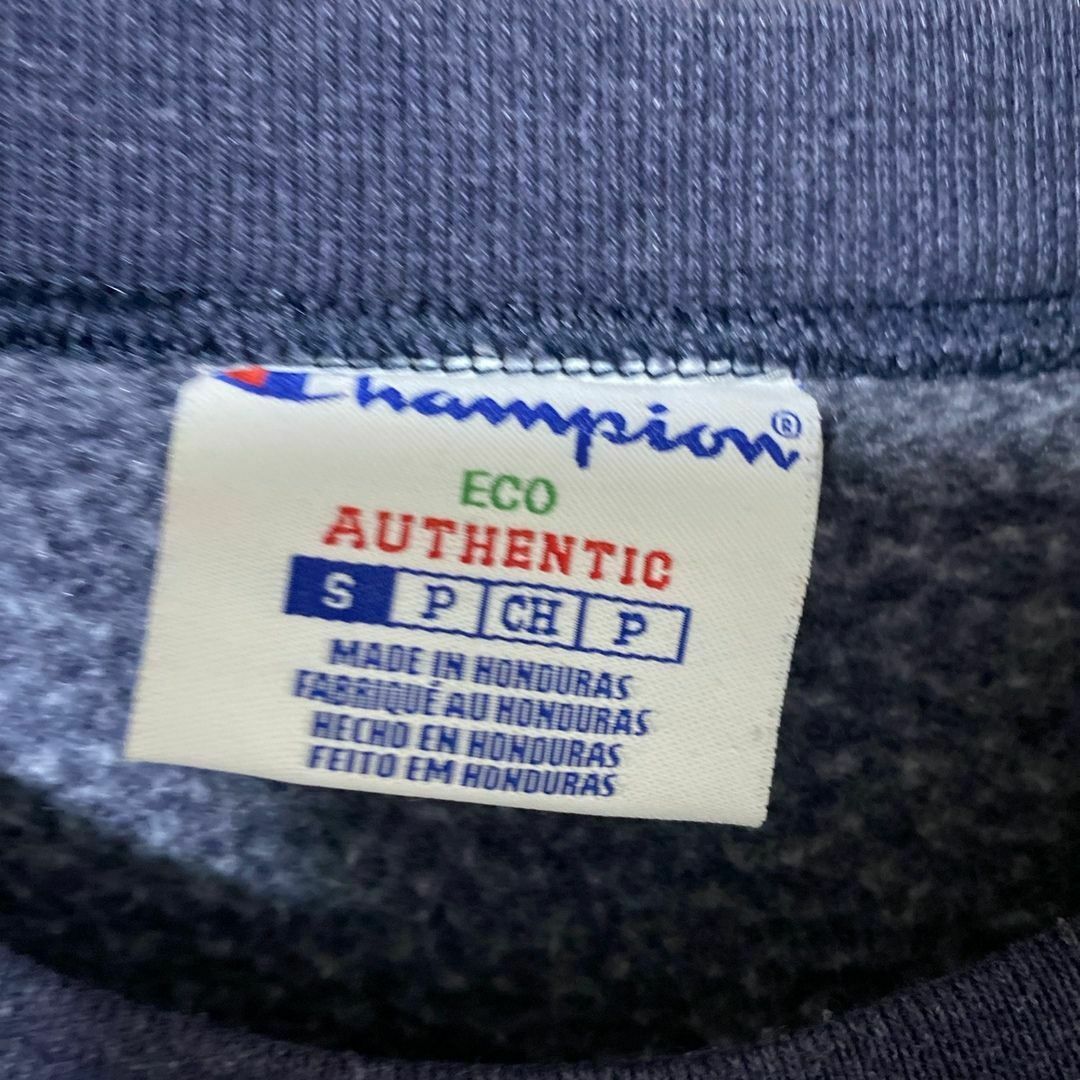 Champion®
ECO
AUTHENTIC
S P CH P
MADE IN HONDURAS
FABRIQUÉ AU HONDURAS
HECHO EN HONDURAS
FEITO EM HONDURAS